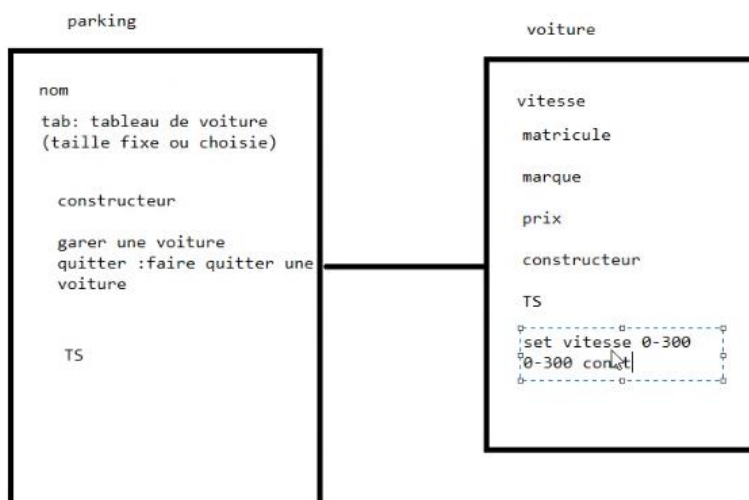 parking
nom
tab: tableau de voiture
(taille fixe ou choisie)
constructeur
garer une voiture
quitter :faire quitter une
voiture
TS
voiture
vitesse
matricule
marque
prix
constructeur
TS
set vitesse 0-300
0-300